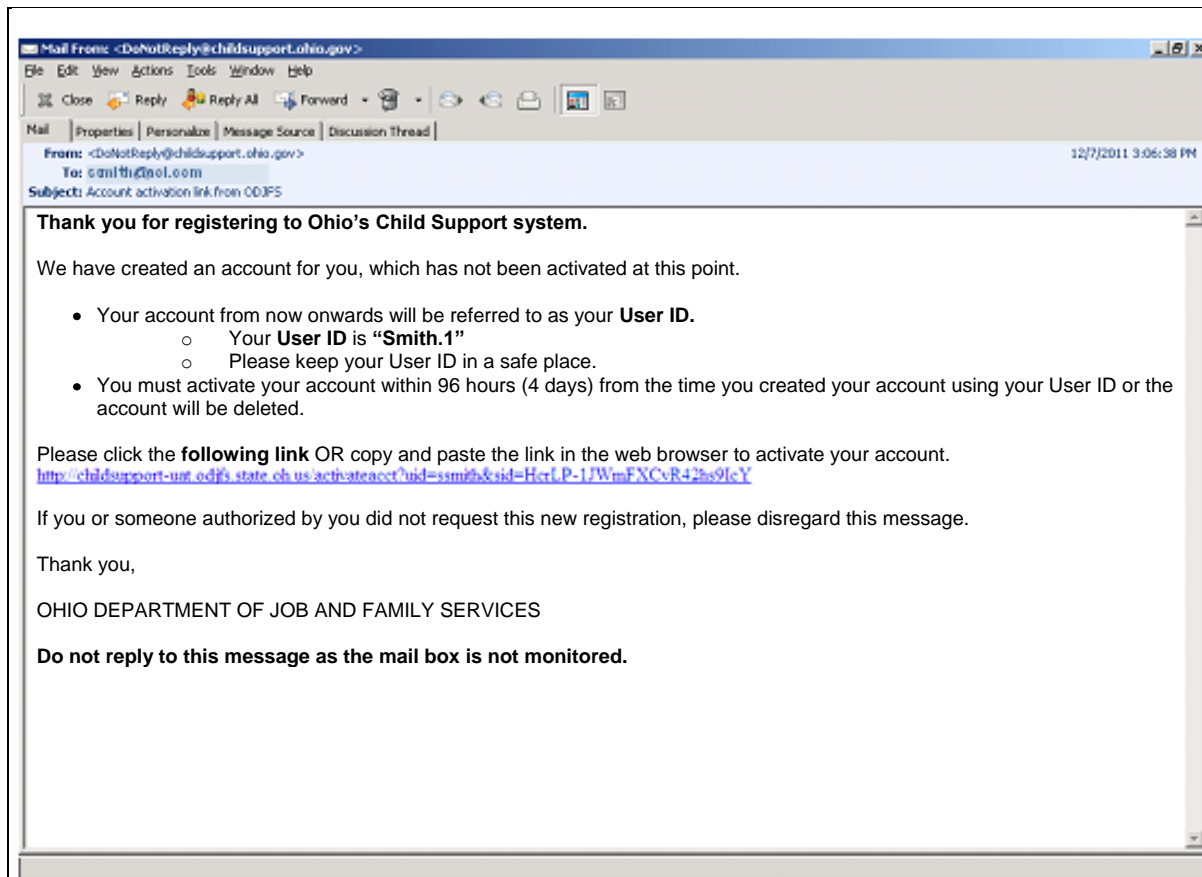 Mail From: <DoNotReply@childsupport.ohio.gov>
File Edit View Actions Tools Window Help
Close Reply Reply All Forward
Mail Properties Personalize Message Source Discussion Thread
From: <DoNotReply@childsupport.ohio.gov> 12/7/2011 3:06:38 PM
To: ssmith@aol.com
Subject: Account activation link from ODJFS
Thank you for registering to Ohio’s Child Support system.
We have created an account for you, which has not been activated at this point.
• Your account from now onwards will be referred to as your User ID.
o Your User ID is “Smith.1”
o Please keep your User ID in a safe place.
• You must activate your account within 96 hours (4 days) from the time you created your account using your User ID or the
account will be deleted.
Please click the following link OR copy and paste the link in the web browser to activate your account.
http://childsupport-uat.odjfs.state.oh.us/activateacct?uid=ssmith&sid=HcrLP-1JWmFXCvR42hs9IcY
If you or someone authorized by you did not request this new registration, please disregard this message.
Thank you,
OHIO DEPARTMENT OF JOB AND FAMILY SERVICES
Do not reply to this message as the mail box is not monitored.